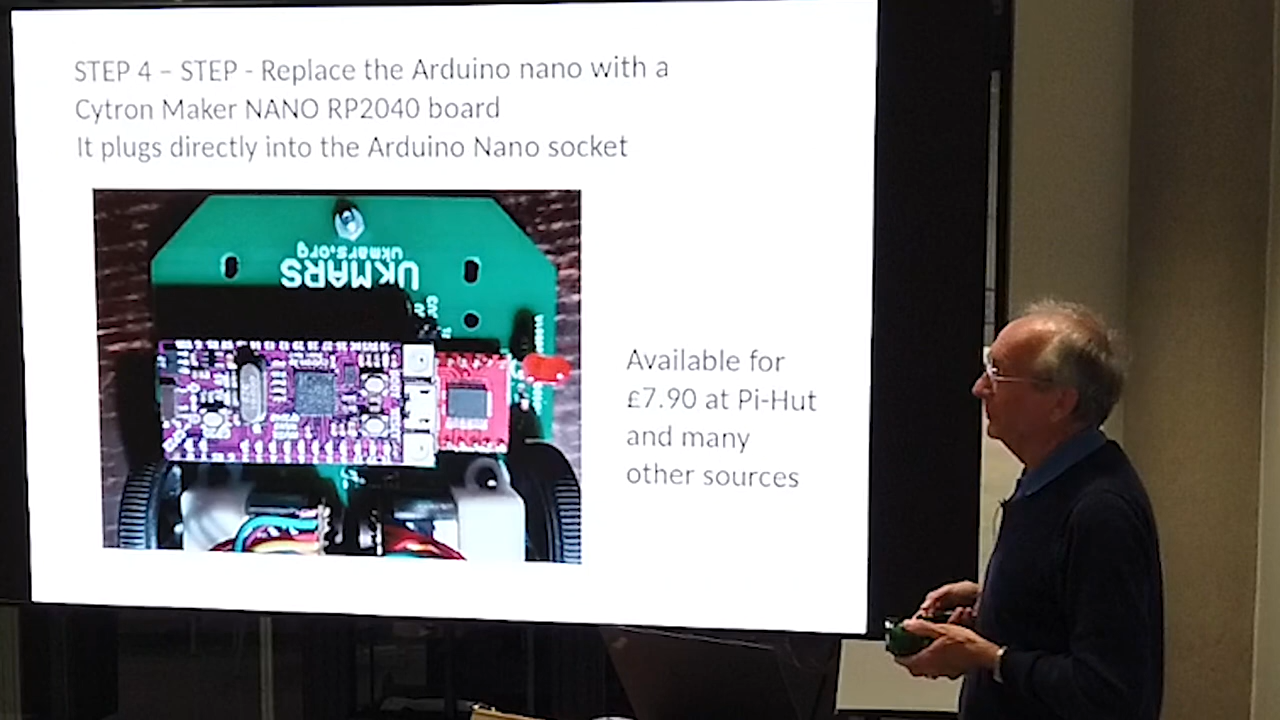 STEP 4 – STEP - Replace the Arduino nano with a
Cytron Maker NANO RP2040 board
It plugs directly into the Arduino Nano socket
ukmars.org
UKMARS
Available for
£7.90 at Pi-Hut
and many
other sources